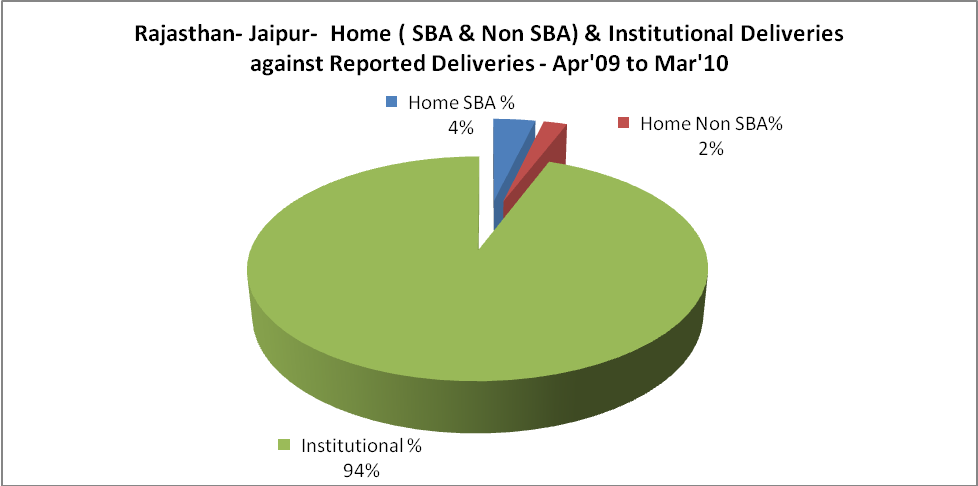 Rajasthan- Jaipur-  Home ( SBA & Non SBA) & Institutional Deliveries
against Reported Deliveries - Apr'09 to Mar'10
Home SBA %
4%
Home Non SBA%
2%
Institutional %
94%